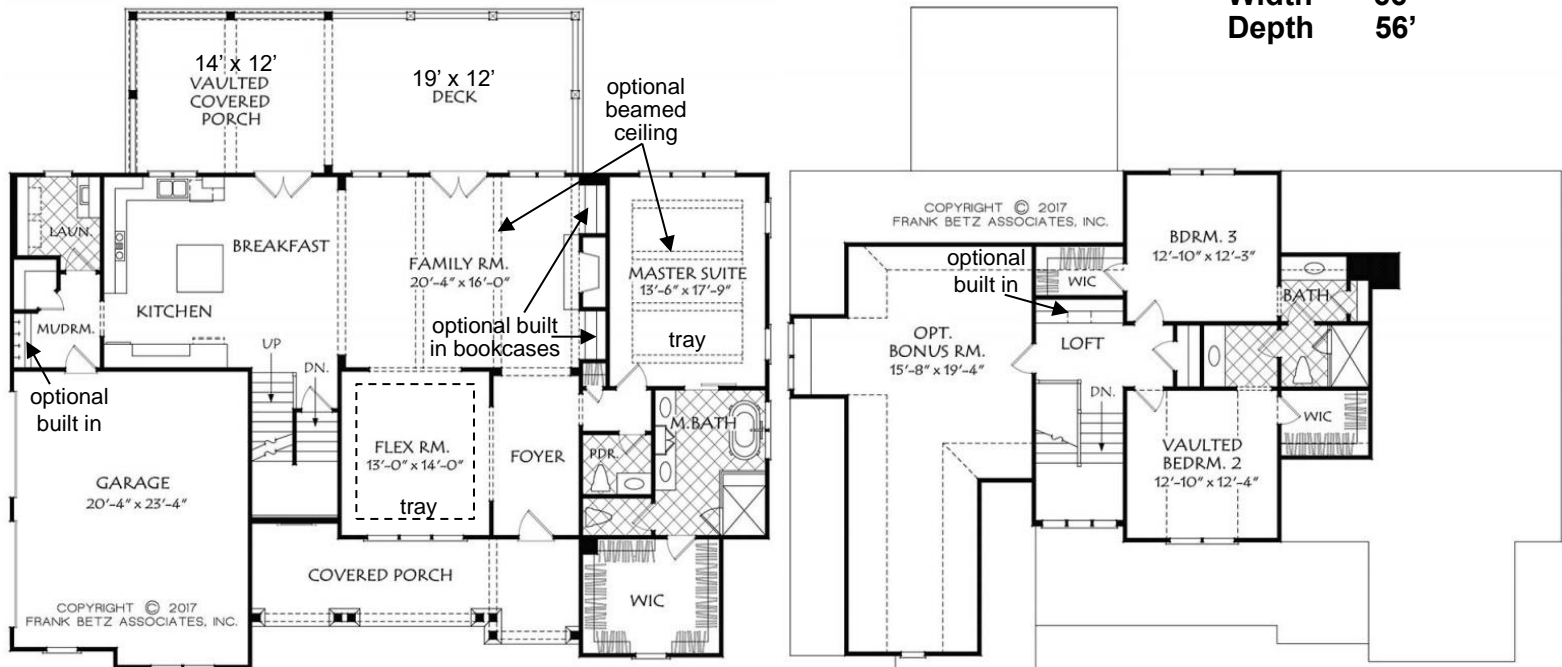 Depth 56'
14' x 12'
VAULTED
COVERED
PORCH
19' x 12'
DECK
optional
beamed
ceiling
LAUN.
BREAKFAST
FAMILY RM.
20'-4" x 16'-0"
MASTER SUITE
13'-6" x 17'-9"
KITCHEN
MUDRM.
optional built
in bookcases
tray
UP
DN.
optional
built in
FLEX RM.
13'-0" x 14'-0"
tray
FOYER
PDR.
M.BATH
GARAGE
20'-4" x 23'-4"
COVERED PORCH
WIC
COPYRIGHT © 2017
FRANK BETZ ASSOCIATES, INC.
COPYRIGHT © 2017
FRANK BETZ ASSOCIATES, INC.
BDRM. 3
12'-10" x 12'-3"
optional
built in
WIC
BATH
OPT.
BONUS RM.
15'-8" x 19'-4"
LOFT
DN.
WIC
VAULTED
BEDRM. 2
12'-10" x 12'-4"